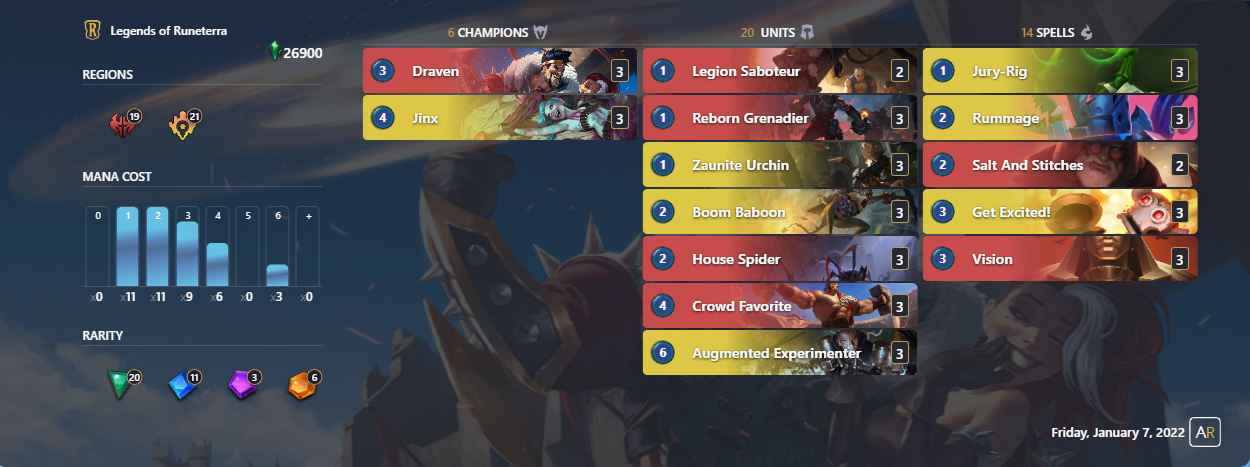 Legends of Runeterra
26900
REGIONS
19 21
MANA COST
0 1 2 3 4 5 6 +
x0 x11 x11 x9 x6 x0 x3 x0
RARITY
20 11 3 6
6 CHAMPIONS
3 Draven 3
4 Jinx 3
20 UNITS
1 Legion Saboteur 2
1 Reborn Grenadier 3
1 Zaunite Urchin 3
2 Boom Baboon 3
2 House Spider 3
4 Crowd Favorite 3
6 Augmented Experimenter 3
14 SPELLS
1 Jury-Rig 3
2 Rummage 3
2 Salt And Stitches 2
3 Get Excited! 3
3 Vision 3
Friday, January 7, 2022 AR